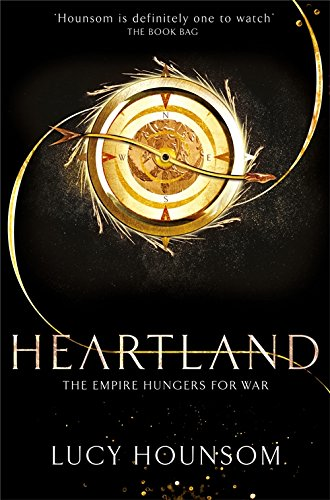 'Hounsom is definitely one to watch'
THE BOOK BAG
N
W E
S
HEARTLAND
THE EMPIRE HUNGERS FOR WAR
LUCY HOUNSOM